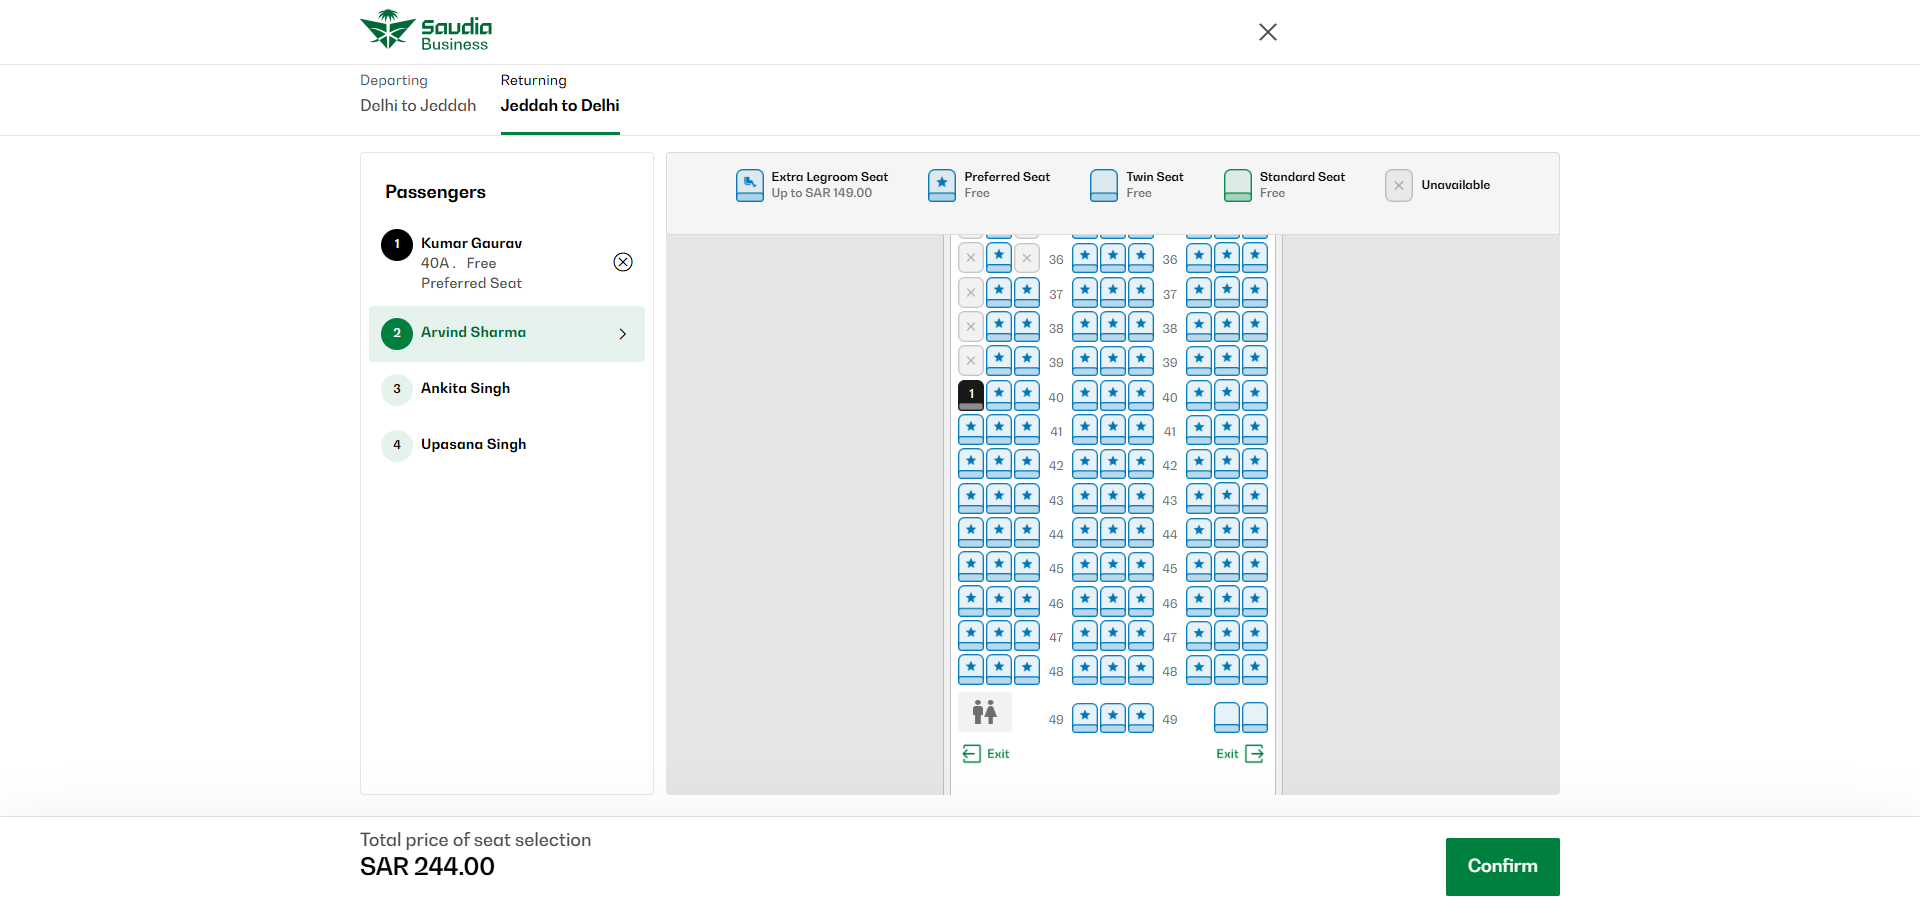 Saudia
Business
Departing
Delhi to Jeddah
Returning
Jeddah to Delhi
Passengers
1
Kumar Gaurav
40A . Free
Preferred Seat
2
Arvind Sharma
3
Ankita Singh
4
Upasana Singh
Extra Legroom Seat
Up to SAR 149.00
Preferred Seat
Free
Twin Seat
Free
Standard Seat
Free
Unavailable
36 36
37 37
38 38
39 39
1 40 40
41 41
42 42
43 43
44 44
45 45
46 46
47 47
48 48
49 49
Exit Exit
Total price of seat selection
SAR 244.00
Confirm